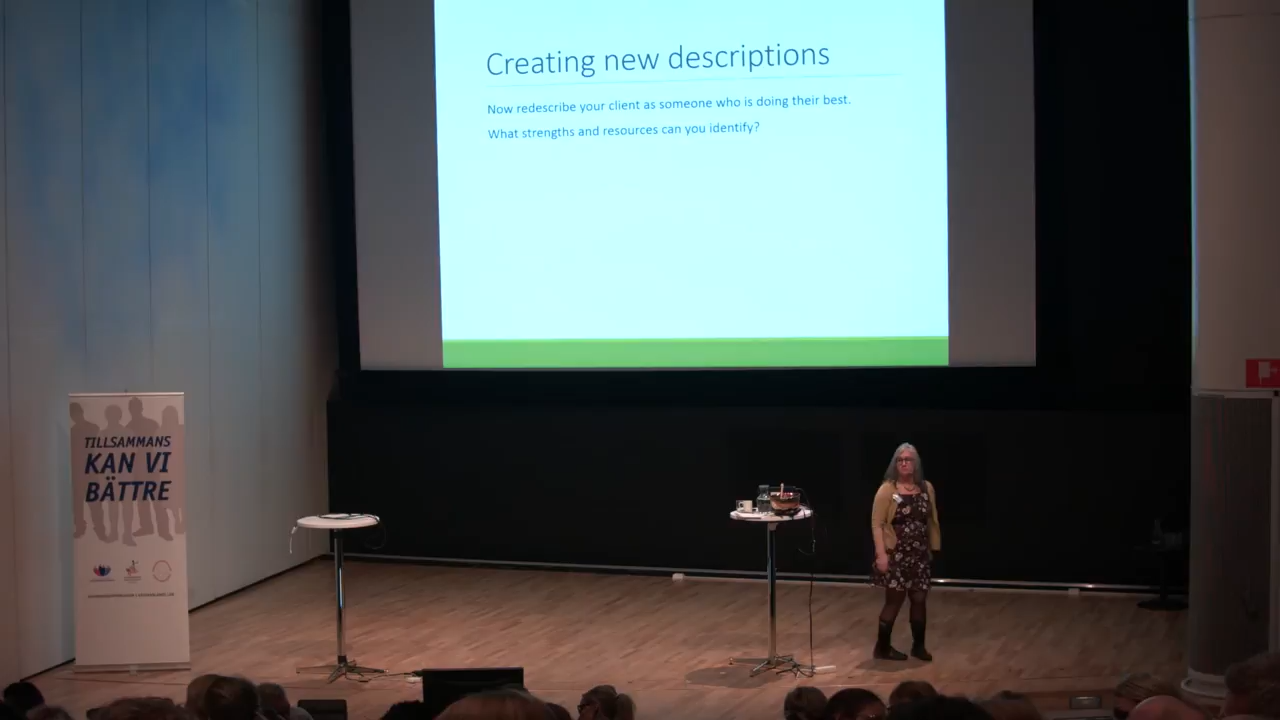 Creating new descriptions
Now redescribe your client as someone who is doing their best.
What strengths and resources can you identify?
TILLSAMMANS
KAN VI
BÄTTRE